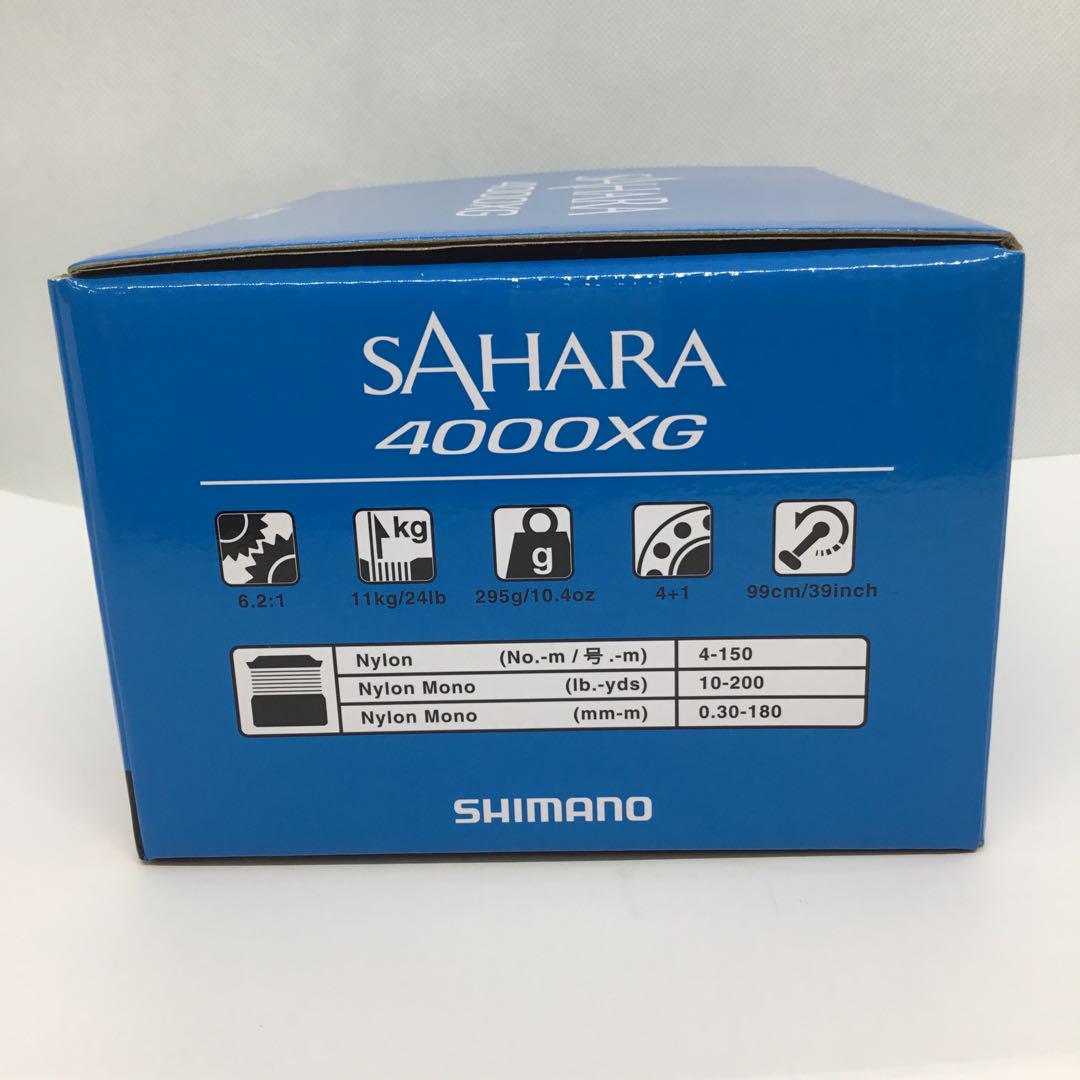 SAHARA
4000XG
SAHARA
4000XG
kg
g
6.2:1
11kg/24lb
295g/10.4oz
4+1
99cm/39inch
Nylon (No.-m / 号.-m) 4-150
Nylon Mono (lb.-yds) 10-200
Nylon Mono (mm-m) 0.30-180
SHIMANO